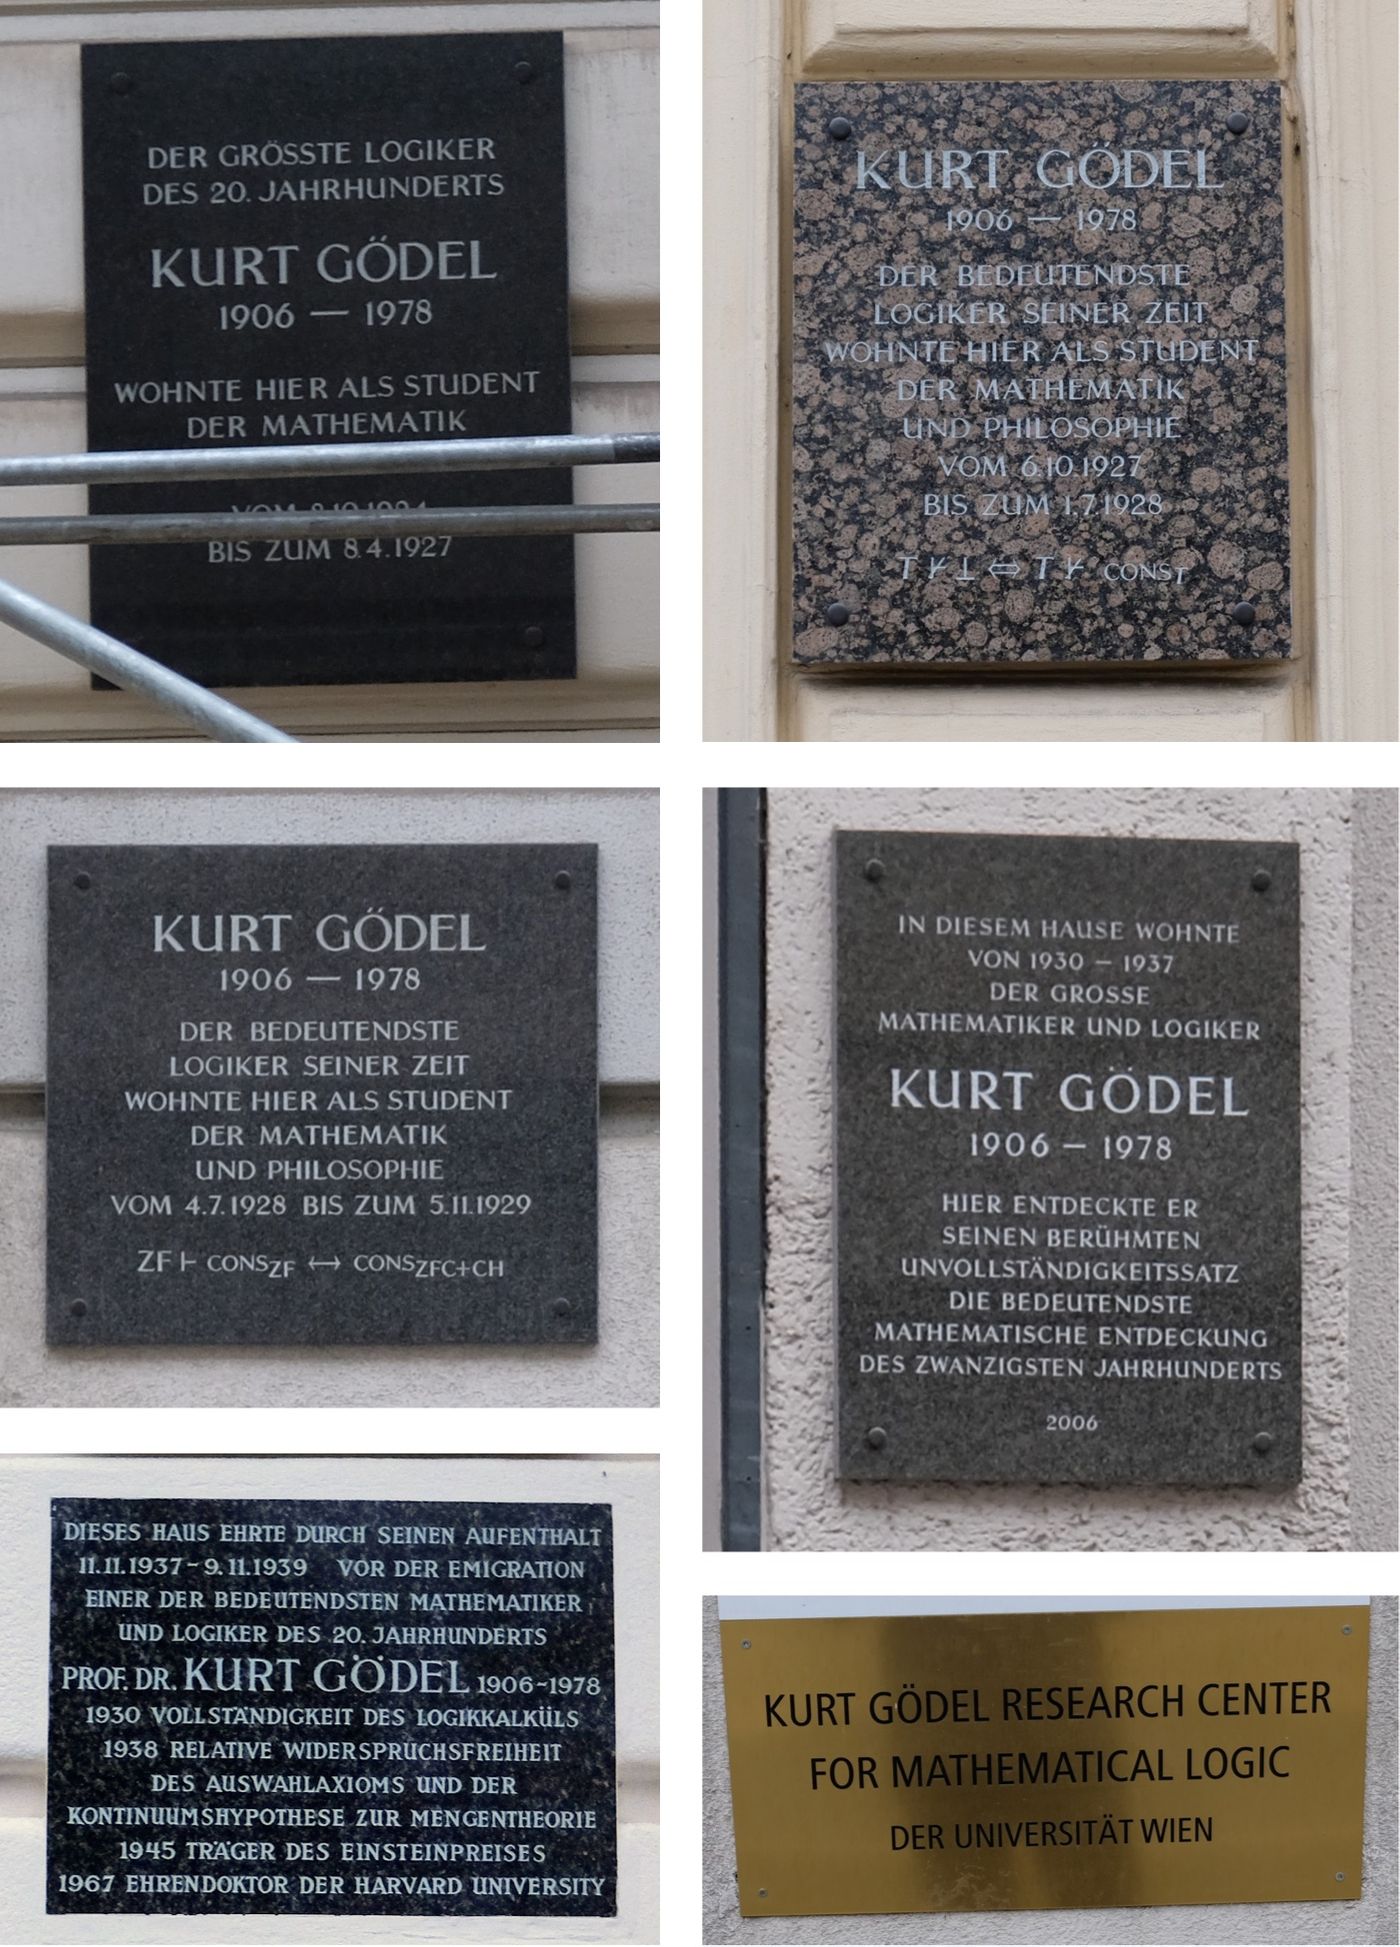 DER GRÖSSTE LOGIKER
DES 20. JAHRHUNDERTS
KURT GÖDEL
1906 — 1978
WOHNTE HIER ALS STUDENT
DER MATHEMATIK
VOM
BIS ZUM 8.4.1927
KURT GÖDEL
1906 — 1978
DER BEDEUTENDSTE
LOGIKER SEINER ZEIT
WOHNTE HIER ALS STUDENT
DER MATHEMATIK
UND PHILOSOPHIE
VOM 6.10.1927
BIS ZUM 1.7.1928
T ⊬ ⊥ ⇔ T ⊬ CONS_T
KURT GÖDEL
1906 — 1978
DER BEDEUTENDSTE
LOGIKER SEINER ZEIT
WOHNTE HIER ALS STUDENT
DER MATHEMATIK
UND PHILOSOPHIE
VOM 4.7.1928 BIS ZUM 5.11.1929
ZF ⊢ CONS_ZF ↔ CONS_ZFC+CH
IN DIESEM HAUSE WOHNTE
VON 1930 – 1937
DER GROSSE
MATHEMATIKER UND LOGIKER
KURT GÖDEL
1906 – 1978
HIER ENTDECKTE ER
SEINEN BERÜHMTEN
UNVOLLSTÄNDIGKEITSSATZ
DIE BEDEUTENDSTE
MATHEMATISCHE ENTDECKUNG
DES ZWANZIGSTEN JAHRHUNDERTS
2006
DIESES HAUS EHRTE DURCH SEINEN AUFENTHALT
11.11.1937 – 9.11.1939 VOR DER EMIGRATION
EINER DER BEDEUTENDSTEN MATHEMATIKER
UND LOGIKER DES 20. JAHRHUNDERTS
PROF. DR. KURT GÖDEL 1906-1978
1930 VOLLSTÄNDIGKEIT DES LOGIKKALKÜLS
1938 RELATIVE WIDERSPRUCHSFREIHEIT
DES AUSWAHLAXIOMS UND DER
KONTINUUMSHYPOTHESE ZUR MENGENTHEORIE
1945 TRÄGER DES EINSTEINPREISES
1967 EHRENDOKTOR DER HARVARD UNIVERSITY
KURT GÖDEL RESEARCH CENTER
FOR MATHEMATICAL LOGIC
DER UNIVERSITÄT WIEN